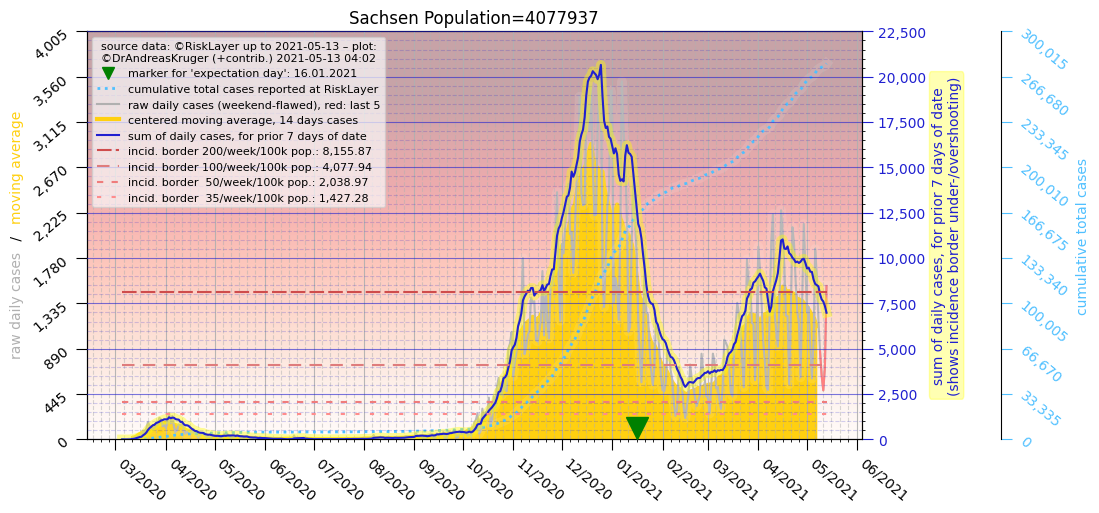 Sachsen Population=4077937
source data: ©RiskLayer up to 2021-05-13 – plot:
©DrAndreasKruger (+contrib.) 2021-05-13 04:02
marker for 'expectation day': 16.01.2021
cumulative total cases reported at RiskLayer
raw daily cases (weekend-flawed), red: last 5
centered moving average, 14 days cases
sum of daily cases, for prior 7 days of date
incid. border 200/week/100k pop.: 8,155.87
incid. border 100/week/100k pop.: 4,077.94
incid. border  50/week/100k pop.: 2,038.97
incid. border  35/week/100k pop.: 1,427.28
raw daily cases / moving average
4,005
3,560
3,115
2,670
2,225
1,780
1,335
890
445
0
03/2020
04/2020
05/2020
06/2020
07/2020
08/2020
09/2020
10/2020
11/2020
12/2020
01/2021
02/2021
03/2021
04/2021
05/2021
06/2021
22,500
20,000
17,500
15,000
12,500
10,000
7,500
5,000
2,500
0
sum of daily cases, for prior 7 days of date
(shows incidence border under-/overshooting)
300,015
266,680
233,345
200,010
166,675
133,340
100,005
66,670
33,335
0
cumulative total cases